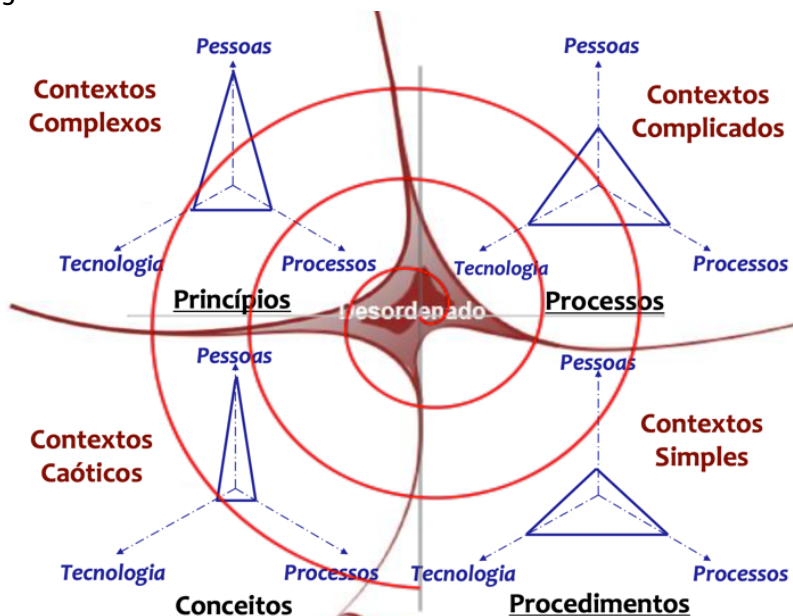 Pessoas
Contextos
Complexos
Tecnologia
Processos
Princípios
Pessoas
Contextos
Complicados
Tecnologia
Processos
Processos
Desordenado
Pessoas
Contextos
Caóticos
Tecnologia
Processos
Conceitos
Pessoas
Contextos
Simples
Tecnologia
Processos
Procedimentos